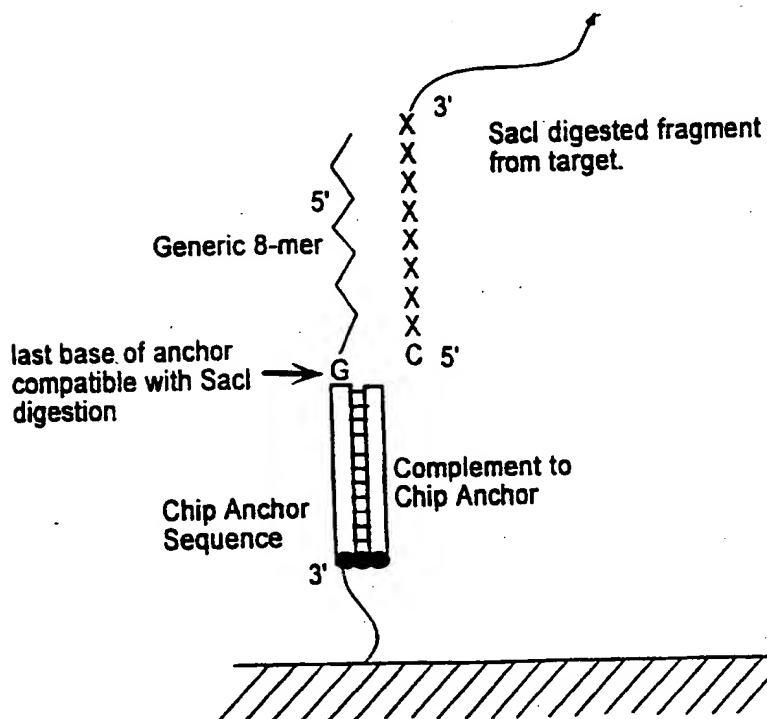 3'
SacI digested fragment
from target.
5'
Generic 8-mer
X
X
X
X
X
X
X
X
C 5'
last base of anchor
compatible with SacI
digestion
G
Complement to
Chip Anchor
Chip Anchor
Sequence
3'